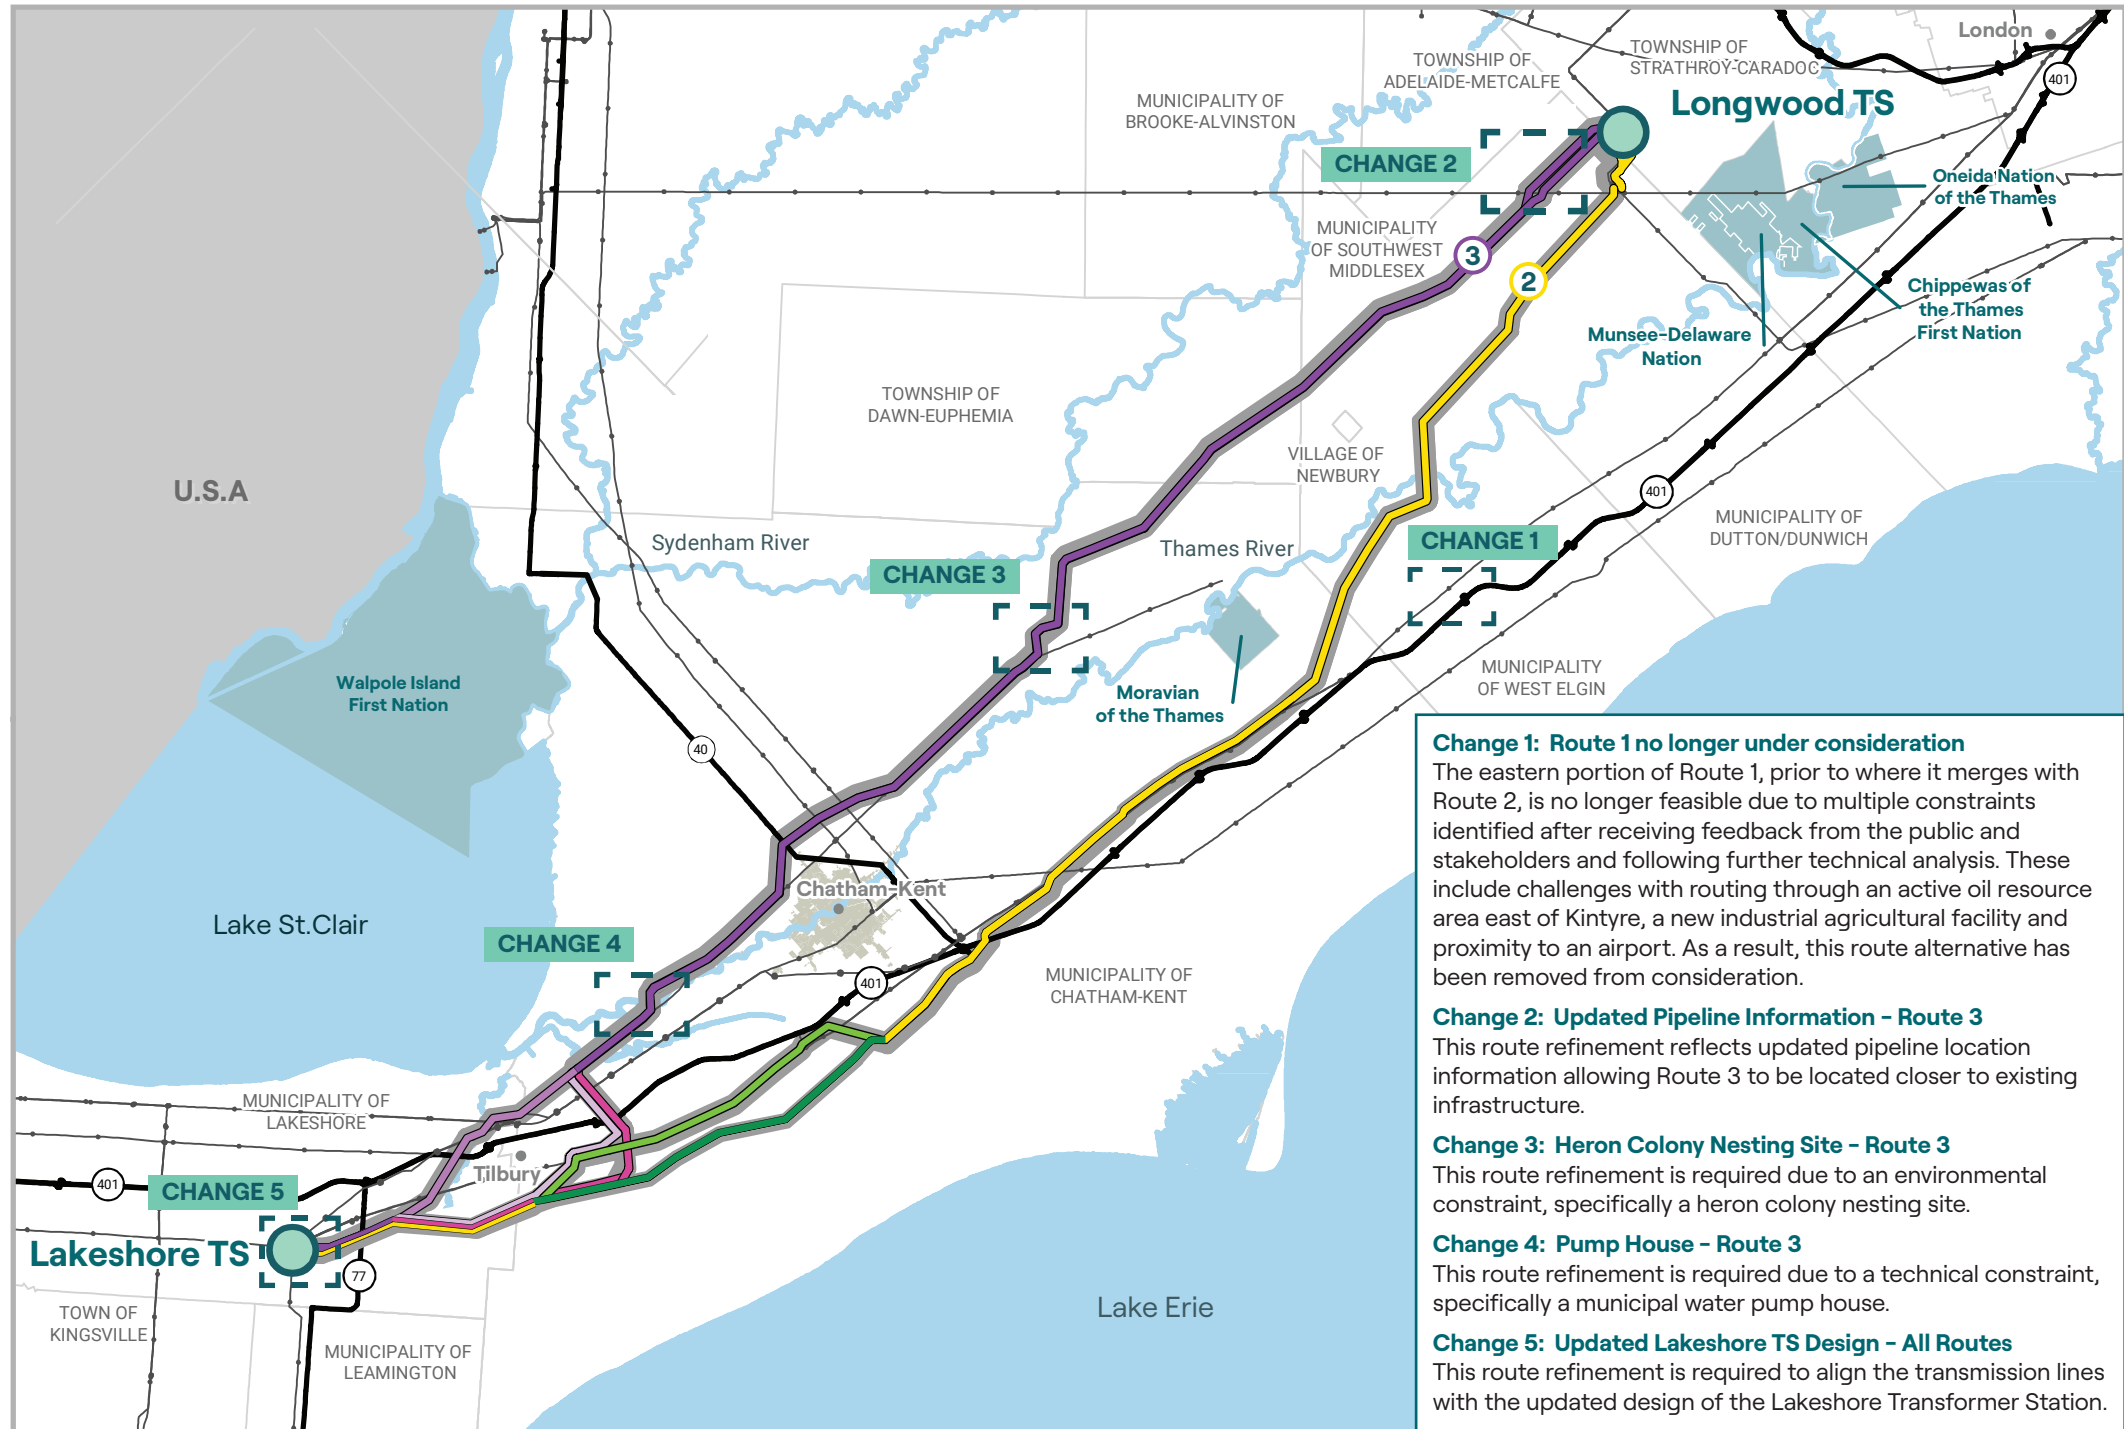 London
TOWNSHIP OF
STRATHROY-CARADOC
TOWNSHIP OF
ADELAIDE-METCALFE
401
MUNICIPALITY OF
BROOKE-ALVINSTON
Longwood TS
CHANGE 2
Oneida Nation
of the Thames
MUNICIPALITY
OF SOUTHWEST
MIDDLESEX
3
2
Chippewas of
the Thames
First Nation
Munsee-Delaware
Nation
TOWNSHIP OF
DAWN-EUPHEMIA
VILLAGE OF
NEWBURY
U.S.A
401
MUNICIPALITY OF
DUTTON/DUNWICH
Sydenham River
Thames River
CHANGE 1
CHANGE 3
Walpole Island
First Nation
Moravian
of the Thames
MUNICIPALITY
OF WEST ELGIN
40
Chatham-Kent
Lake St.Clair
CHANGE 4
401
MUNICIPALITY OF
CHATHAM-KENT
MUNICIPALITY OF
LAKESHORE
Tilbury
401
CHANGE 5
Lakeshore TS
77
TOWN OF
KINGSVILLE
MUNICIPALITY OF
LEAMINGTON
Lake Erie
Change 1: Route 1 no longer under consideration
The eastern portion of Route 1, prior to where it merges with
Route 2, is no longer feasible due to multiple constraints
identified after receiving feedback from the public and
stakeholders and following further technical analysis. These
include challenges with routing through an active oil resource
area east of Kintyre, a new industrial agricultural facility and
proximity to an airport. As a result, this route alternative has
been removed from consideration.
Change 2: Updated Pipeline Information - Route 3
This route refinement reflects updated pipeline location
information allowing Route 3 to be located closer to existing
infrastructure.
Change 3: Heron Colony Nesting Site - Route 3
This route refinement is required due to an environmental
constraint, specifically a heron colony nesting site.
Change 4: Pump House - Route 3
This route refinement is required due to a technical constraint,
specifically a municipal water pump house.
Change 5: Updated Lakeshore TS Design - All Routes
This route refinement is required to align the transmission lines
with the updated design of the Lakeshore Transformer Station.